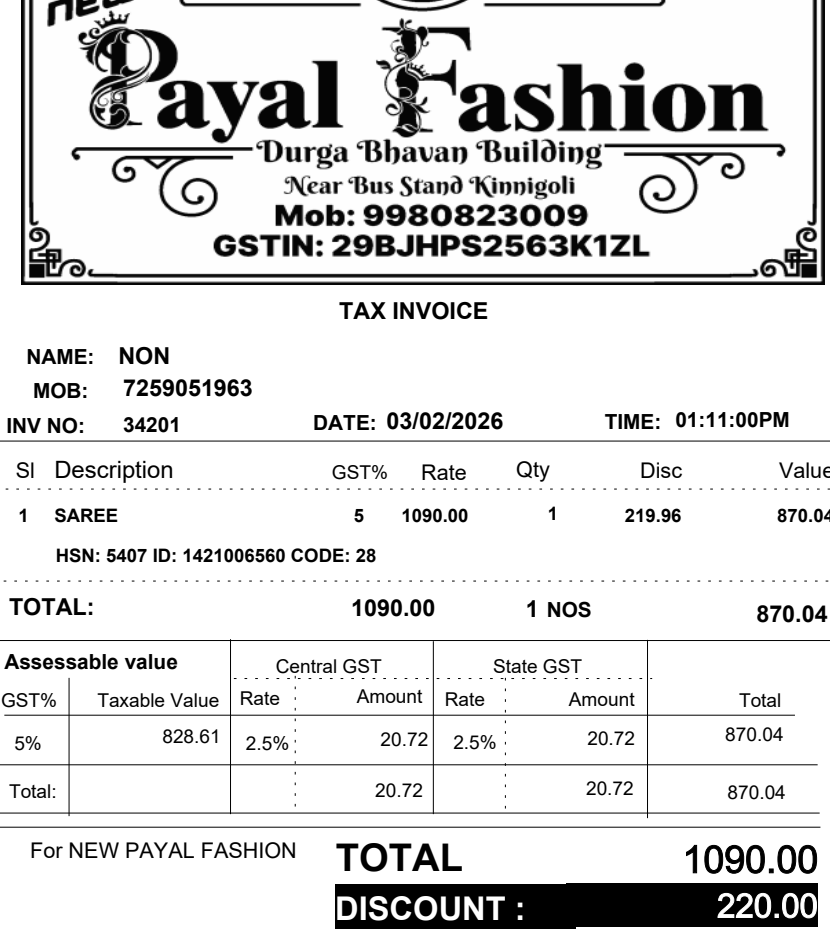 new
Payal Fashion
Durga Bhavan Building
Near Bus Stand Kinnigoli
Mob: 9980823009
GSTIN: 29BJHPS2563K1ZL
TAX INVOICE
NAME: NON
MOB: 7259051963
INV NO: 34201 DATE: 03/02/2026 TIME: 01:11:00PM
Sl Description GST% Rate Qty Disc Value
1 SAREE 5 1090.00 1 219.96 870.04
HSN: 5407 ID: 1421006560 CODE: 28
TOTAL: 1090.00 1 NOS 870.04
Assessable value Central GST State GST
GST% Taxable Value Rate Amount Rate Amount Total
5% 828.61 2.5% 20.72 2.5% 20.72 870.04
Total: 20.72 20.72 870.04
For NEW PAYAL FASHION TOTAL 1090.00
DISCOUNT : 220.00